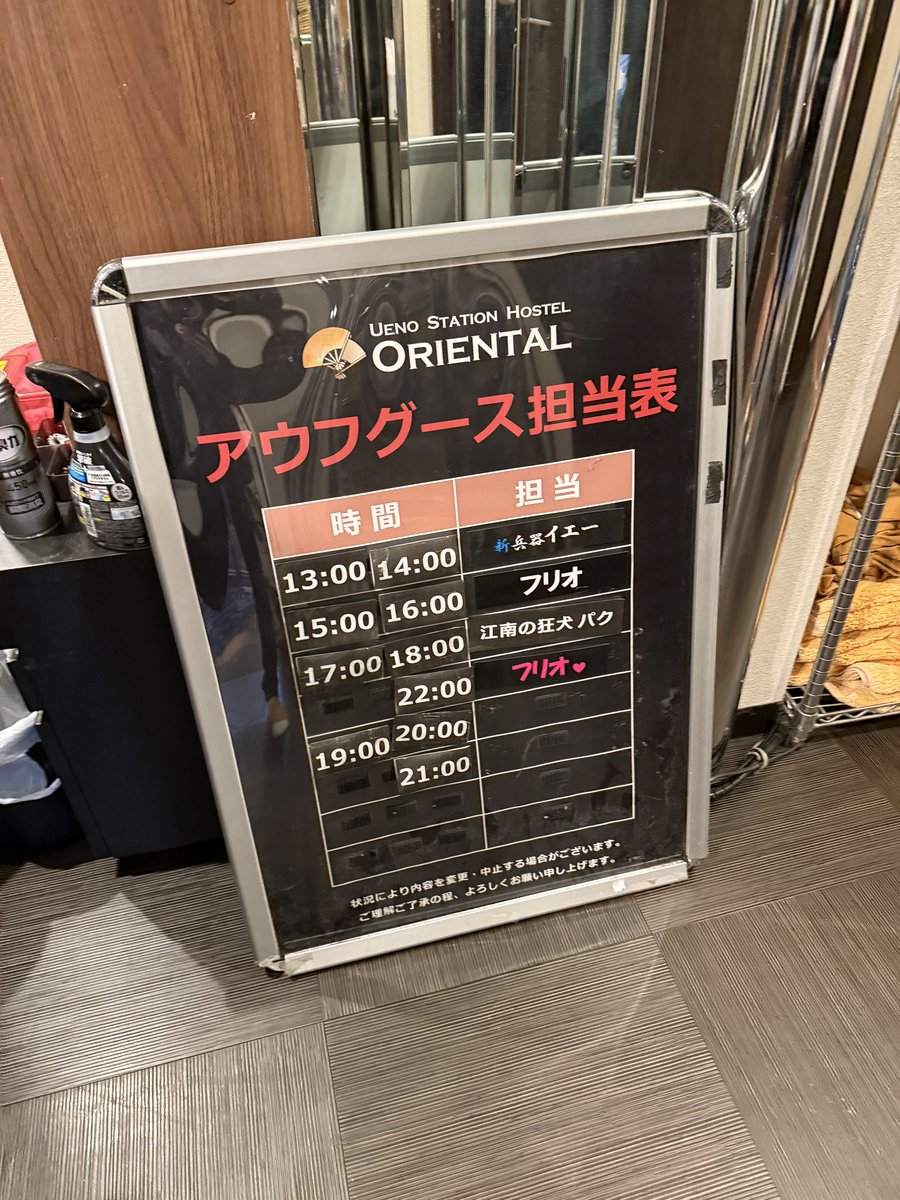 UENO STATION HOSTEL
ORIENTAL
アウフグース担当表
時間 担当
13:00 14:00 新兵器イエー
15:00 16:00 フリオ
17:00 18:00 江南の狂犬 パク
22:00 フリオ♥
19:00 20:00
21:00
状況により内容を変更・中止する場合がございます。
ご理解ご了承の程、よろしくお願い申し上げます。